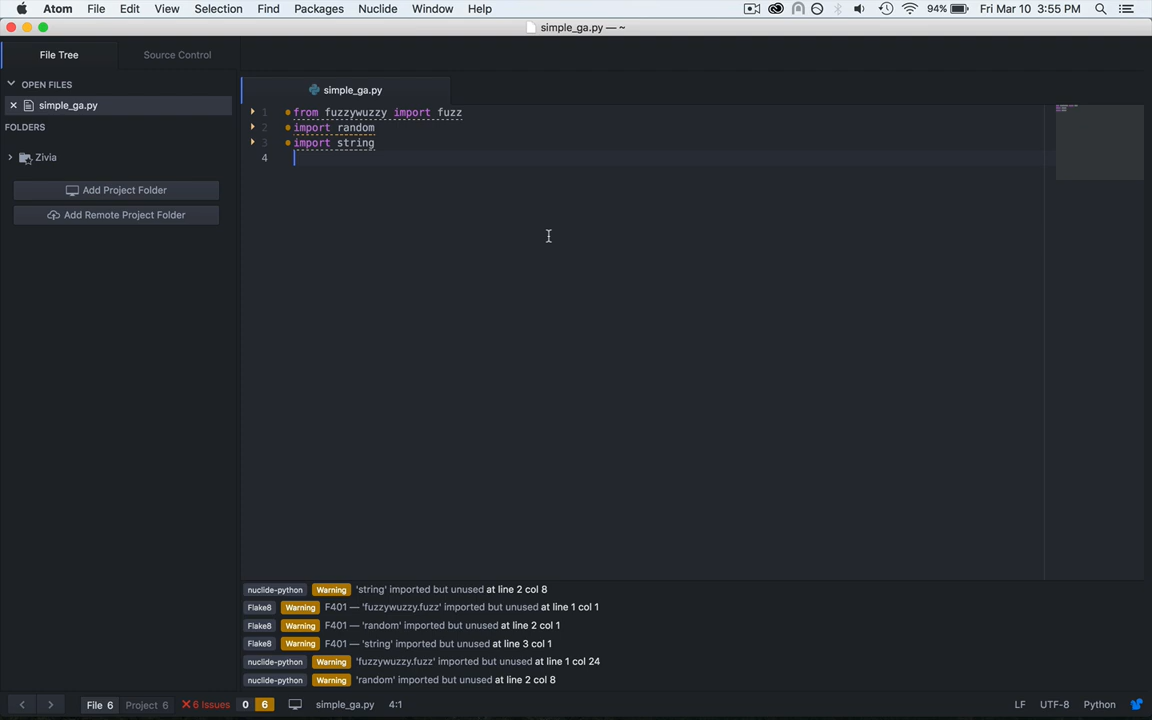 Atom File Edit View Selection Find Packages Nuclide Window Help 94% Fri Mar 10 3:55 PM
simple_ga.py — ~
File Tree Source Control
OPEN FILES
simple_ga.py
FOLDERS
Zivia
Add Project Folder
Add Remote Project Folder
simple_ga.py
1 from fuzzywuzzy import fuzz
2 import random
3 import string
4
nuclide-python Warning 'string' imported but unused at line 2 col 8
Flake8 Warning F401 — 'fuzzywuzzy.fuzz' imported but unused at line 1 col 1
Flake8 Warning F401 — 'random' imported but unused at line 2 col 1
Flake8 Warning F401 — 'string' imported but unused at line 3 col 1
nuclide-python Warning 'fuzzywuzzy.fuzz' imported but unused at line 1 col 24
nuclide-python Warning 'random' imported but unused at line 2 col 8
File 6 Project 6 6 Issues 0 6 simple_ga.py 4:1 LF UTF-8 Python